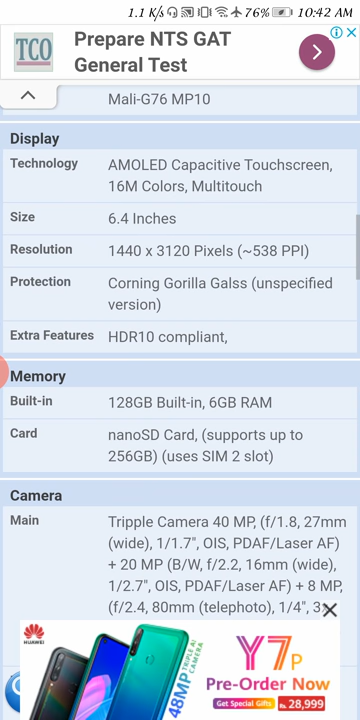 1.1 K/s 76% 10:42 AM
TCO
Prepare NTS GAT
General Test
Mali-G76 MP10
Display
Technology
AMOLED Capacitive Touchscreen,
16M Colors, Multitouch
Size
6.4 Inches
Resolution
1440 x 3120 Pixels (~538 PPI)
Protection
Corning Gorilla Galss (unspecified
version)
Extra Features
HDR10 compliant,
Memory
Built-in
128GB Built-in, 6GB RAM
Card
nanoSD Card, (supports up to
256GB) (uses SIM 2 slot)
Camera
Main
Tripple Camera 40 MP, (f/1.8, 27mm
(wide), 1/1.7", OIS, PDAF/Laser AF)
+ 20 MP (B/W, f/2.2, 16mm (wide),
1/2.7", OIS, PDAF/Laser AF) + 8 MP,
(f/2.4, 80mm (telephoto), 1/4", 3x
HUAWEI
48MP TRIPLE AI CAMERA
Y7p
Pre-Order Now
Get Special Gifts Rs. 28,999